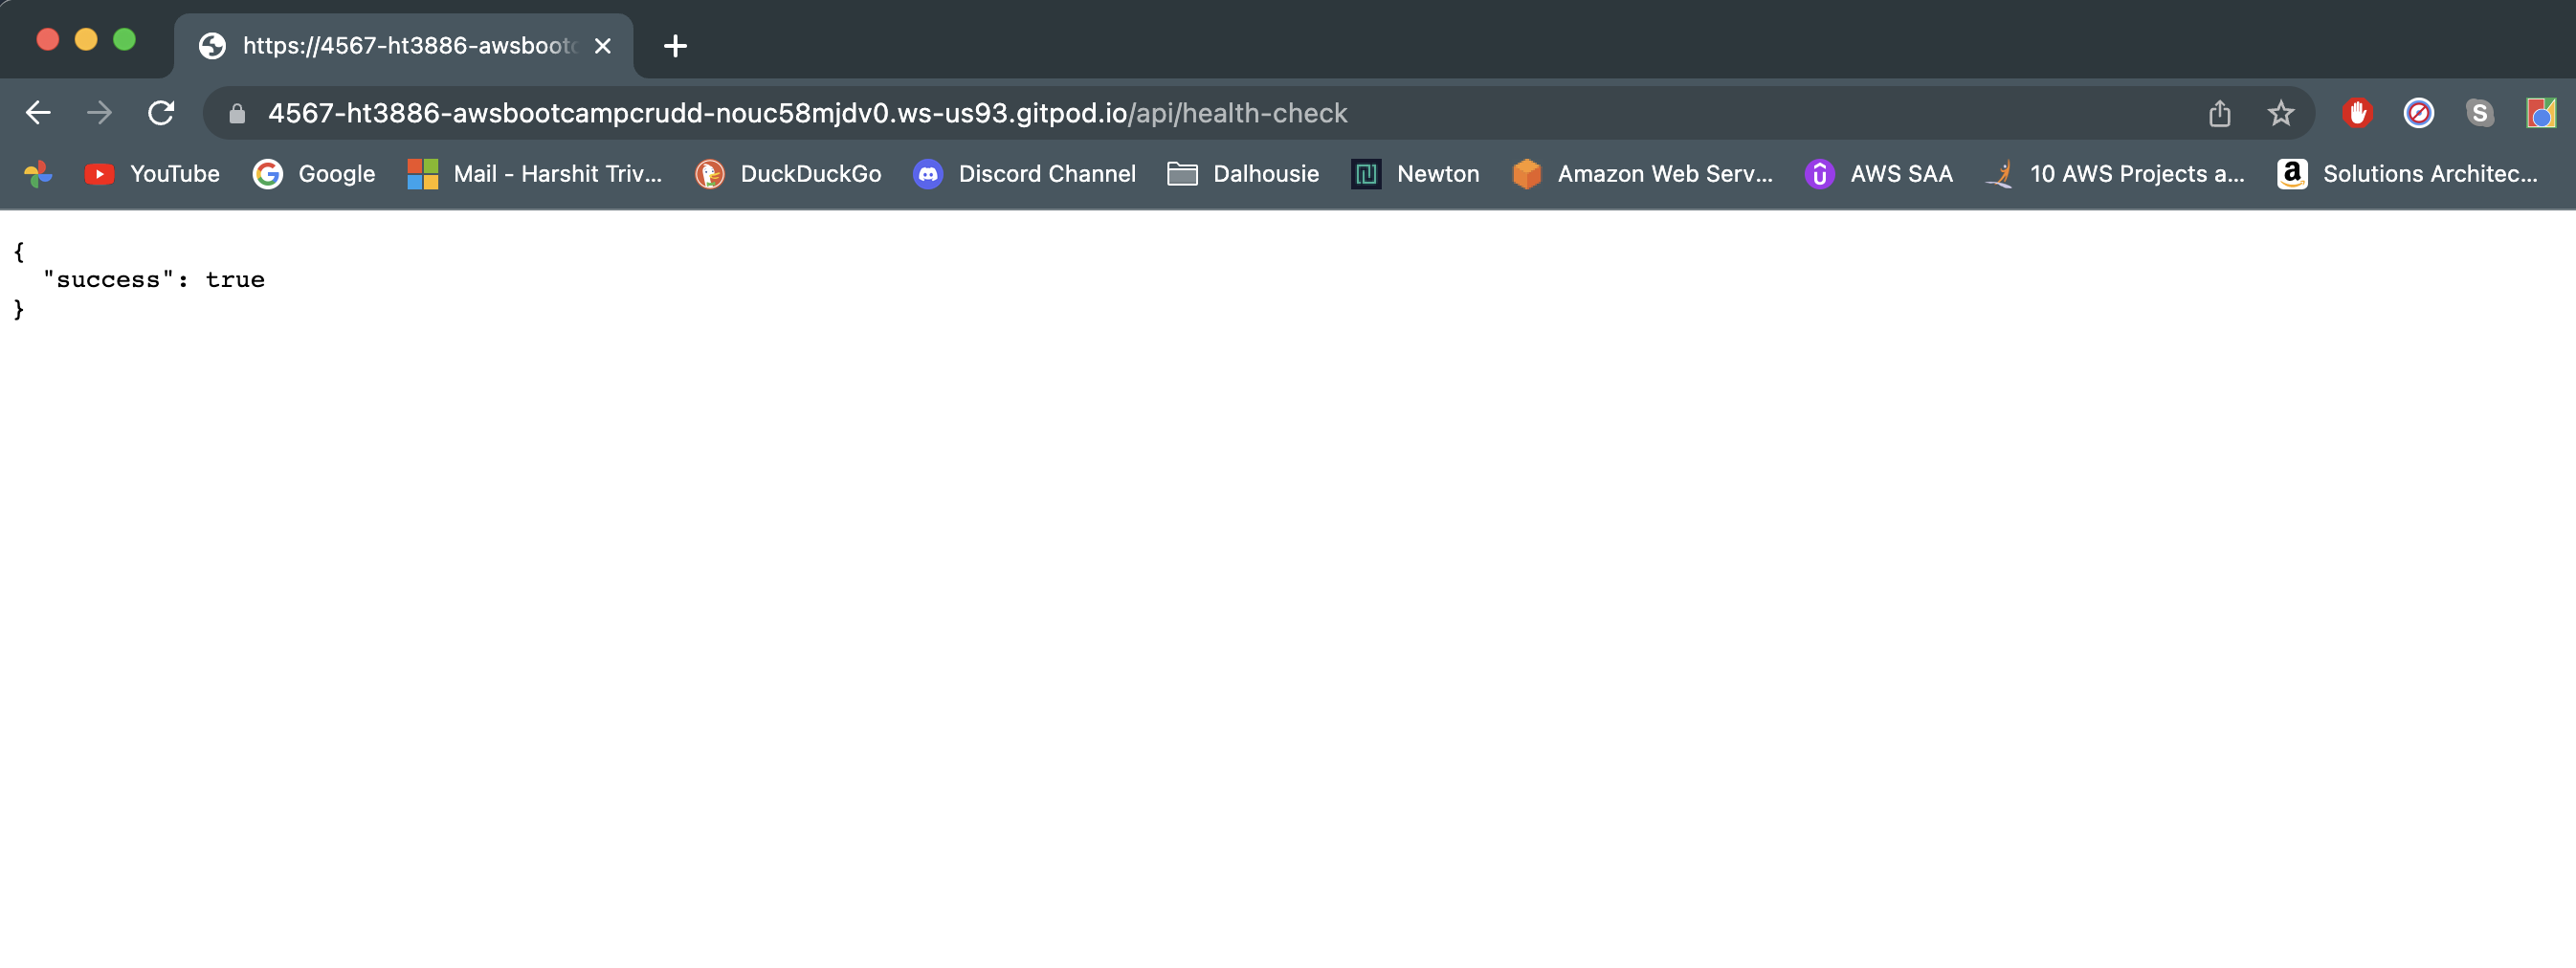 https://4567-ht3886-awsbootc
4567-ht3886-awsbootcampcrudd-nouc58mjdv0.ws-us93.gitpod.io/api/health-check
YouTube Google Mail - Harshit Triv... DuckDuckGo Discord Channel Dalhousie Newton Amazon Web Serv... AWS SAA 10 AWS Projects a... Solutions Architec...
{
"success": true
}